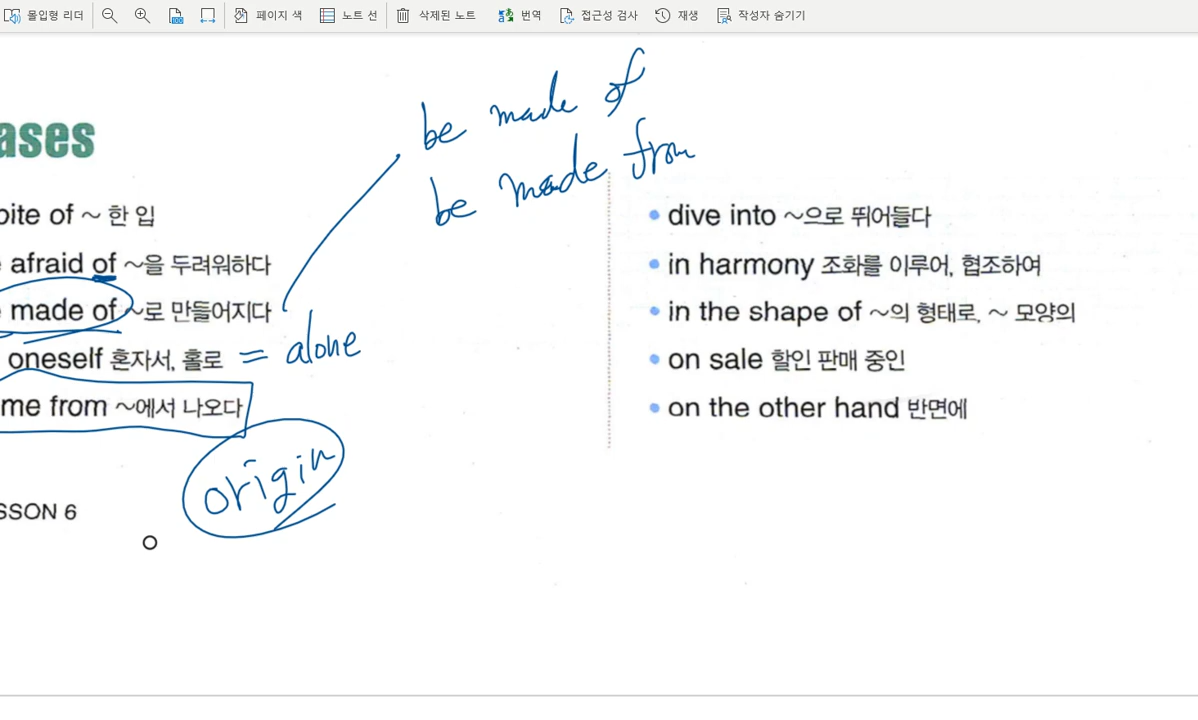 몰입형 리더 페이지 색 노트 선 삭제된 노트 번역 접근성 검사 재생 작성자 숨기기
be made of
be made from
ases
bite of ~ 한 입
afraid of ~을 두려워하다
made of ~로 만들어지다
oneself 혼자서, 홀로 = alone
me from ~에서 나오다
origin
SSON 6
• dive into ~으로 뛰어들다
• in harmony 조화를 이루어, 협조하여
• in the shape of ~의 형태로, ~ 모양의
• on sale 할인 판매 중인
• on the other hand 반면에